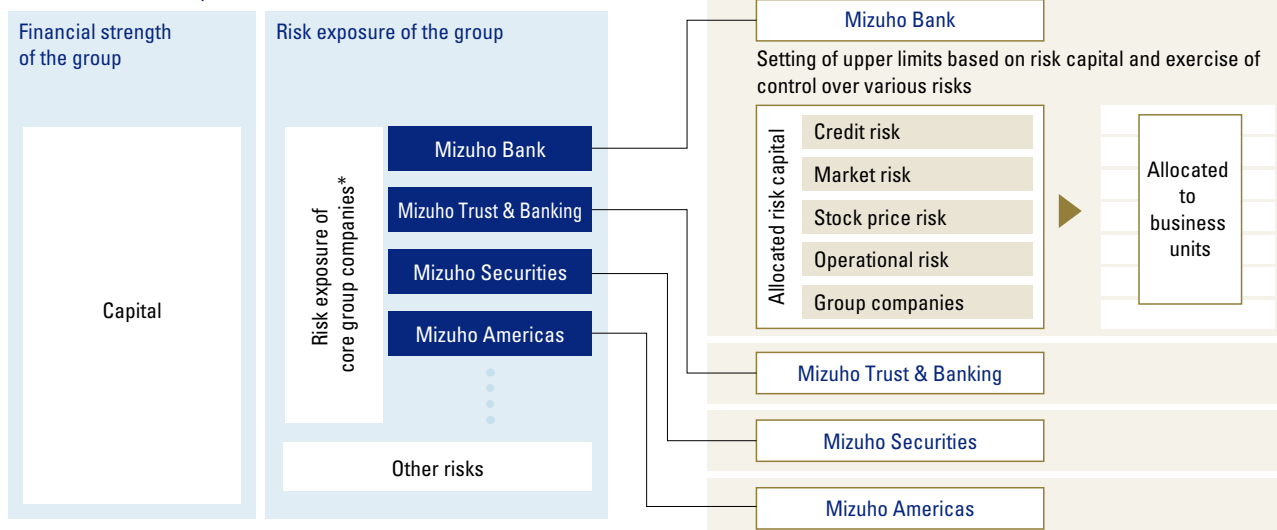 Financial strength
of the group
Capital
Risk exposure of the group
Risk exposure of
core group companies*
Mizuho Bank
Mizuho Trust & Banking
Mizuho Securities
Mizuho Americas
Other risks
Mizuho Bank
Setting of upper limits based on risk capital and exercise of
control over various risks
Allocated risk capital
Credit risk
Market risk
Stock price risk
Operational risk
Group companies
Allocated
to
business
units
Mizuho Trust & Banking
Mizuho Securities
Mizuho Americas